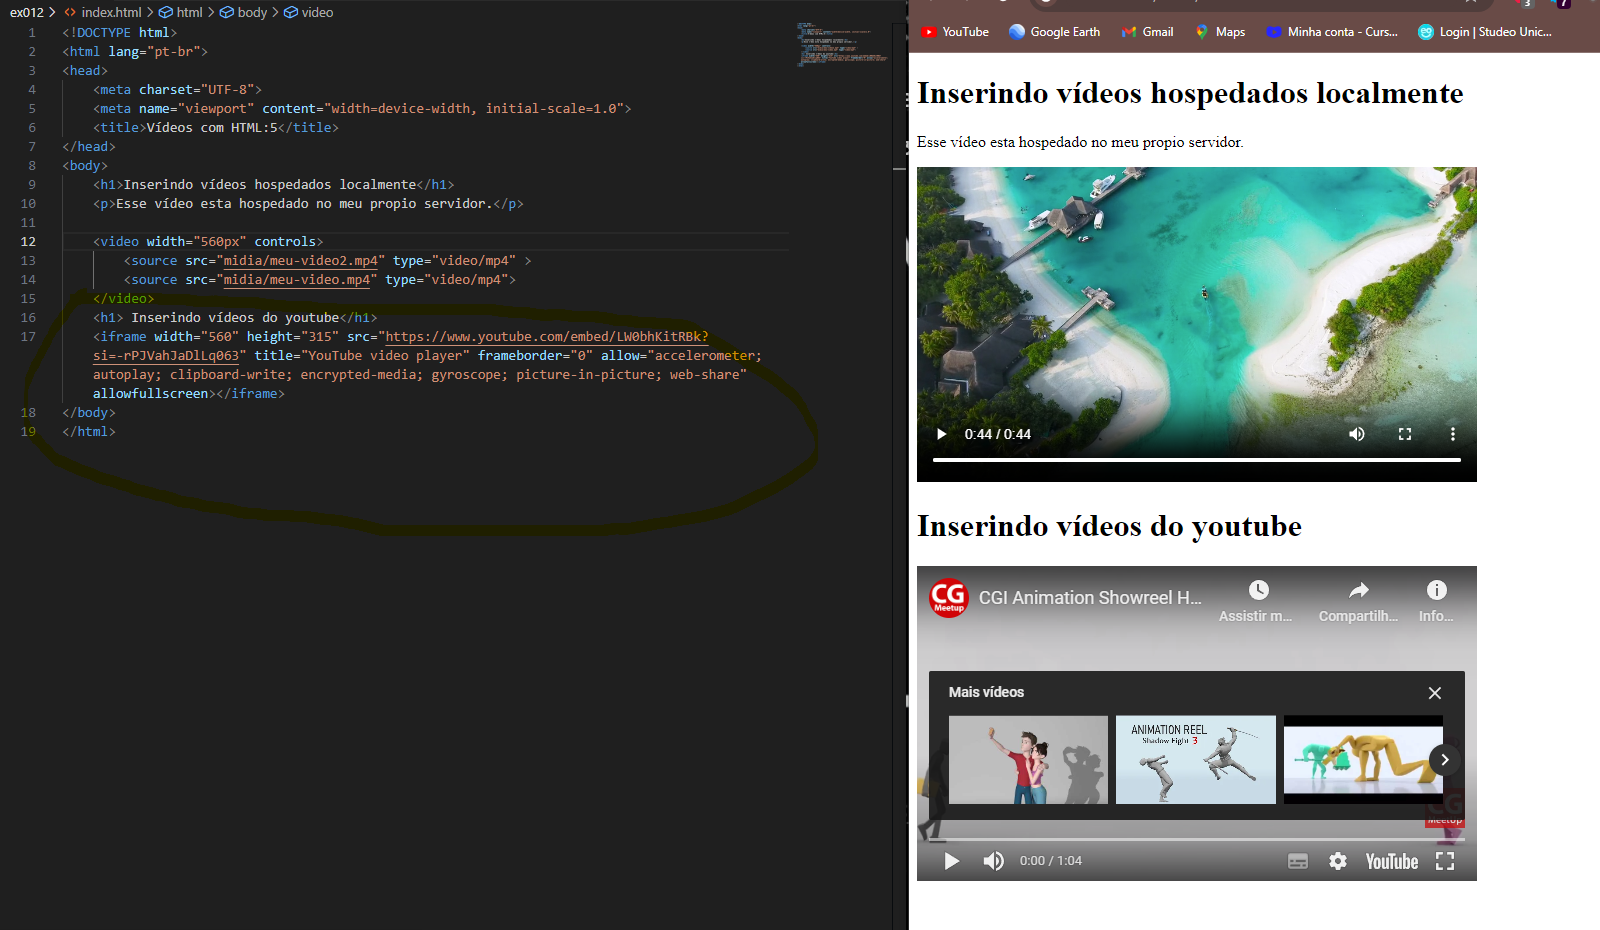 ex012 > <> index.html > html > body > video
1 <!DOCTYPE html>
2 <html lang="pt-br">
3 <head>
4 <meta charset="UTF-8">
5 <meta name="viewport" content="width=device-width, initial-scale=1.0">
6 <title>Vídeos com HTML:5</title>
7 </head>
8 <body>
9 <h1>Inserindo vídeos hospedados localmente</h1>
10 <p>Esse vídeo esta hospedado no meu propio servidor.</p>
11
12 <video width="560px" controls>
13 <source src="midia/meu-video2.mp4" type="video/mp4" >
14 <source src="midia/meu-video.mp4" type="video/mp4">
15 </video>
16 <h1> Inserindo vídeos do youtube</h1>
17 <iframe width="560" height="315" src="https://www.youtube.com/embed/LW0bhKitRBk?
si=-rPJVahJaDlLq063" title="YouTube video player" frameborder="0" allow="accelerometer;
autoplay; clipboard-write; encrypted-media; gyroscope; picture-in-picture; web-share"
allowfullscreen></iframe>
18 </body>
19 </html>
3 7
YouTube Google Earth Gmail Maps Minha conta - Curs... Login | Studeo Unic...
Inserindo vídeos hospedados localmente
Esse vídeo esta hospedado no meu propio servidor.
0:44 / 0:44
Inserindo vídeos do youtube
CG Meetup
CGI Animation Showreel H...
Assistir m... Compartilh... Info...
Mais vídeos
ANIMATION REEL
Shadow Fight 3
CG
Meetup
0:00 / 1:04
YouTube